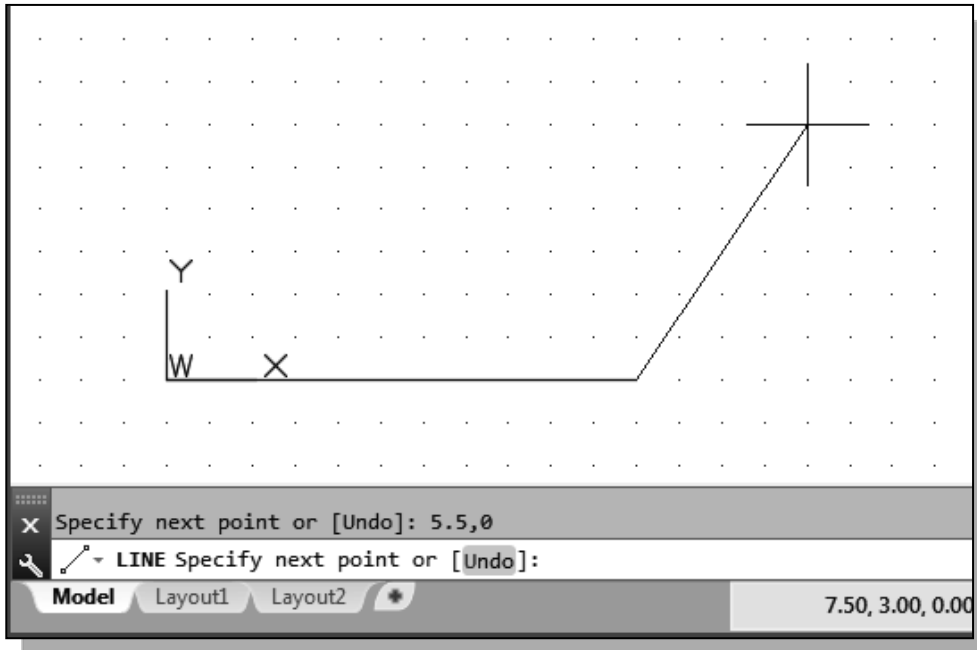 Y
W X
Specify next point or [Undo]: 5.5,0
LINE Specify next point or [Undo]:
Model Layout1 Layout2
7.50, 3.00, 0.00